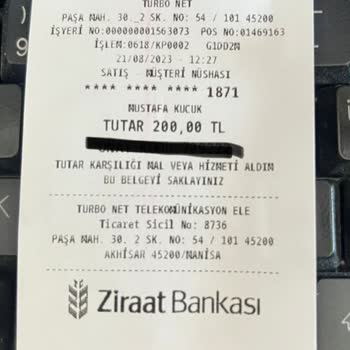 TURBO NET
PAŞA MAH. 30._2 SK. NO: 54 / 101 45200
İŞYERİ NO:000000001563073 POS NO:01469163
İŞLEM:0618/KP0002 G1DD2M
21/08/2023 - 12:27
SATIŞ - MÜŞTERİ NÜSHASI
**** **** **** 1871
MUSTAFA KUCUK
TUTAR 200,00 TL
TUTAR KARŞILIĞI MAL VEYA HİZMETİ ALDIM
BU BELGEYİ SAKLAYINIZ
TURBO NET TELEKOMÜNİKASYON ELE
Ticaret Sicil No: 8736
PAŞA MAH. 30. 2 SK. NO: 54 / 101 45200
AKHİSAR 45200/MANİSA
Ziraat Bankası